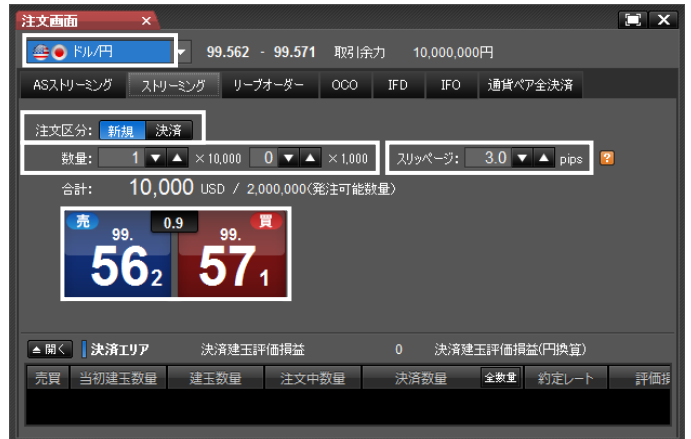 注文画面 ×
ドル/円 99.562 - 99.571 取引余力 10,000,000円
ASストリーミング ストリーミング リーブオーダー OCO IFD IFO 通貨ペア全決済
注文区分: 新規 決済
数量: 1 ▼ ▲ ×10,000 0 ▼ ▲ ×1,000 スリッページ: 3.0 ▼ ▲ pips ?
合計: 10,000 USD / 2,000,000(発注可能数量)
売 0.9 買
99. 99.
562 571
▲開く 決済エリア 決済建玉評価損益 0 決済建玉評価損益(円換算)
売買 当初建玉数量 建玉数量 注文中数量 決済数量 全数量 約定レート 評価損